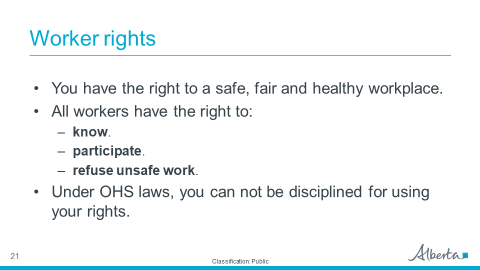 Worker rights
• You have the right to a safe, fair and healthy workplace.
• All workers have the right to:
– know.
– participate.
– refuse unsafe work.
• Under OHS laws, you can not be disciplined for using
your rights.
21
Classification: Public
Alberta